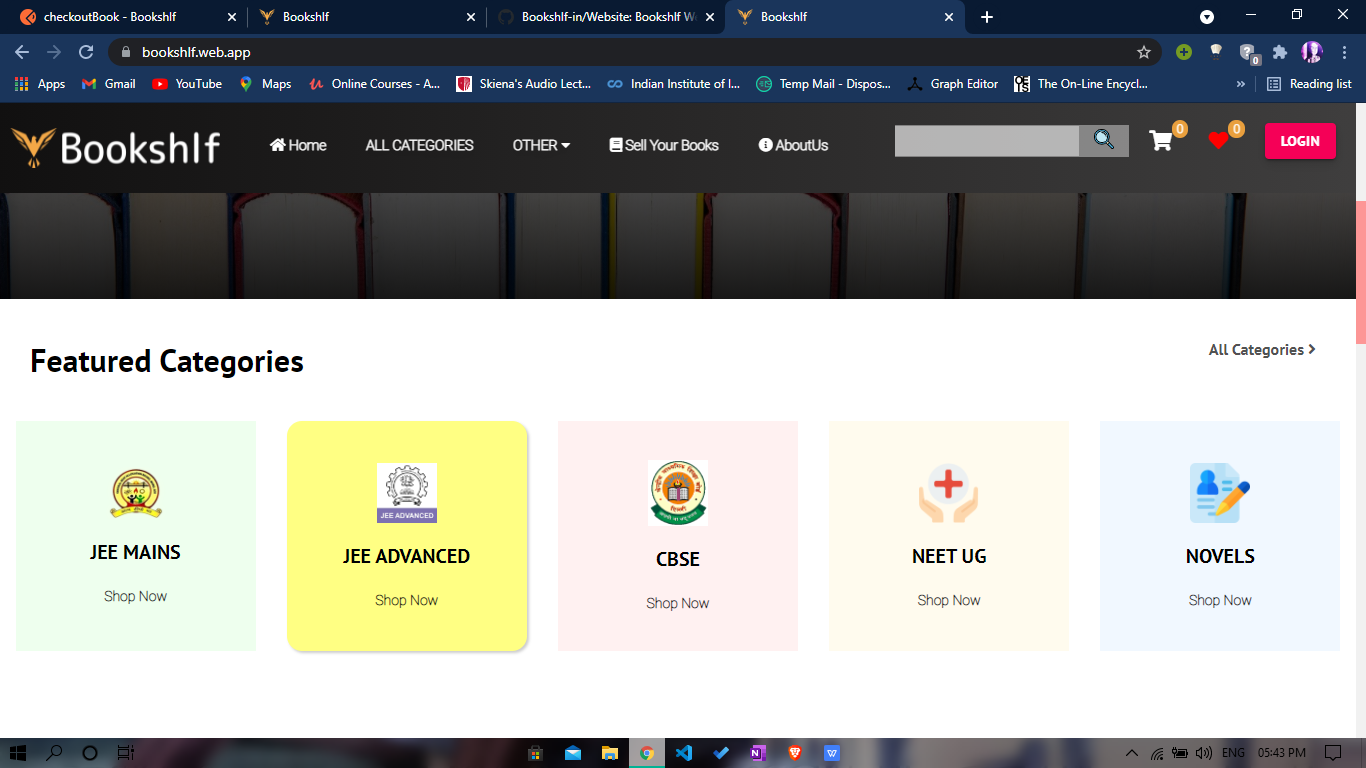 checkoutBook - Bookshlf
Bookshlf
Bookshlf-in/Website: Bookshlf W
Bookshlf
bookshlf.web.app
0
Apps
Gmail
YouTube
Maps
Online Courses - A...
Skiena's Audio Lect...
Indian Institute of I...
Temp Mail - Dispos...
Graph Editor
OEIS
The On-Line Encycl...
»
Reading list
Bookshlf
Home
ALL CATEGORIES
OTHER
Sell Your Books
AboutUs
0
0
LOGIN
Featured Categories
All Categories >
JEE MAINS
Shop Now
JEE ADVANCED
JEE ADVANCED
Shop Now
CBSE
Shop Now
NEET UG
Shop Now
NOVELS
Shop Now
ENG
05:43 PM